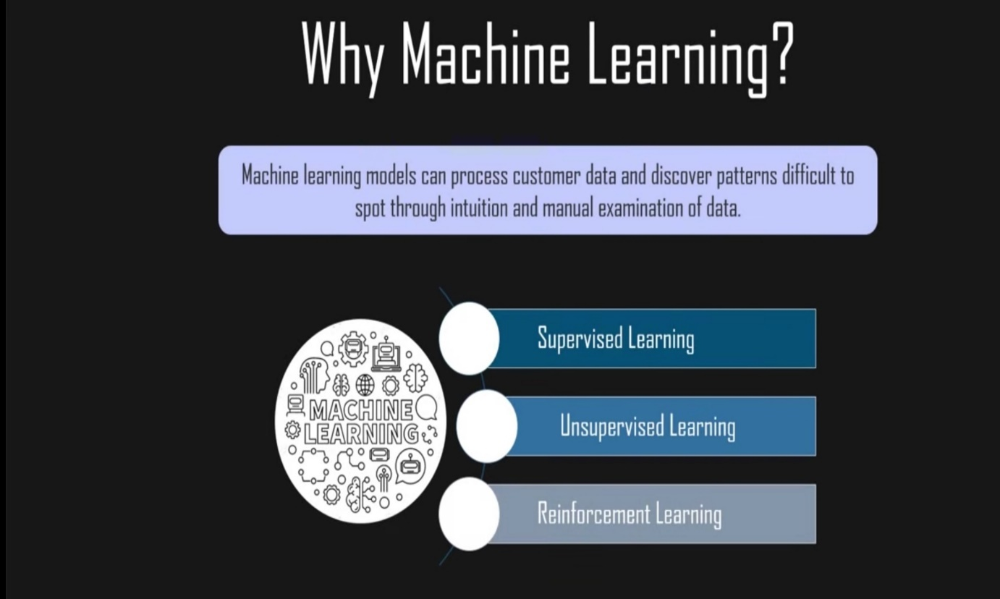 Why Machine Learning?
Machine learning models can process customer data and discover patterns difficult to
spot through intuition and manual examination of data.
MACHINE
LEARNING
Supervised Learning
Unsupervised Learning
Reinforcement Learning